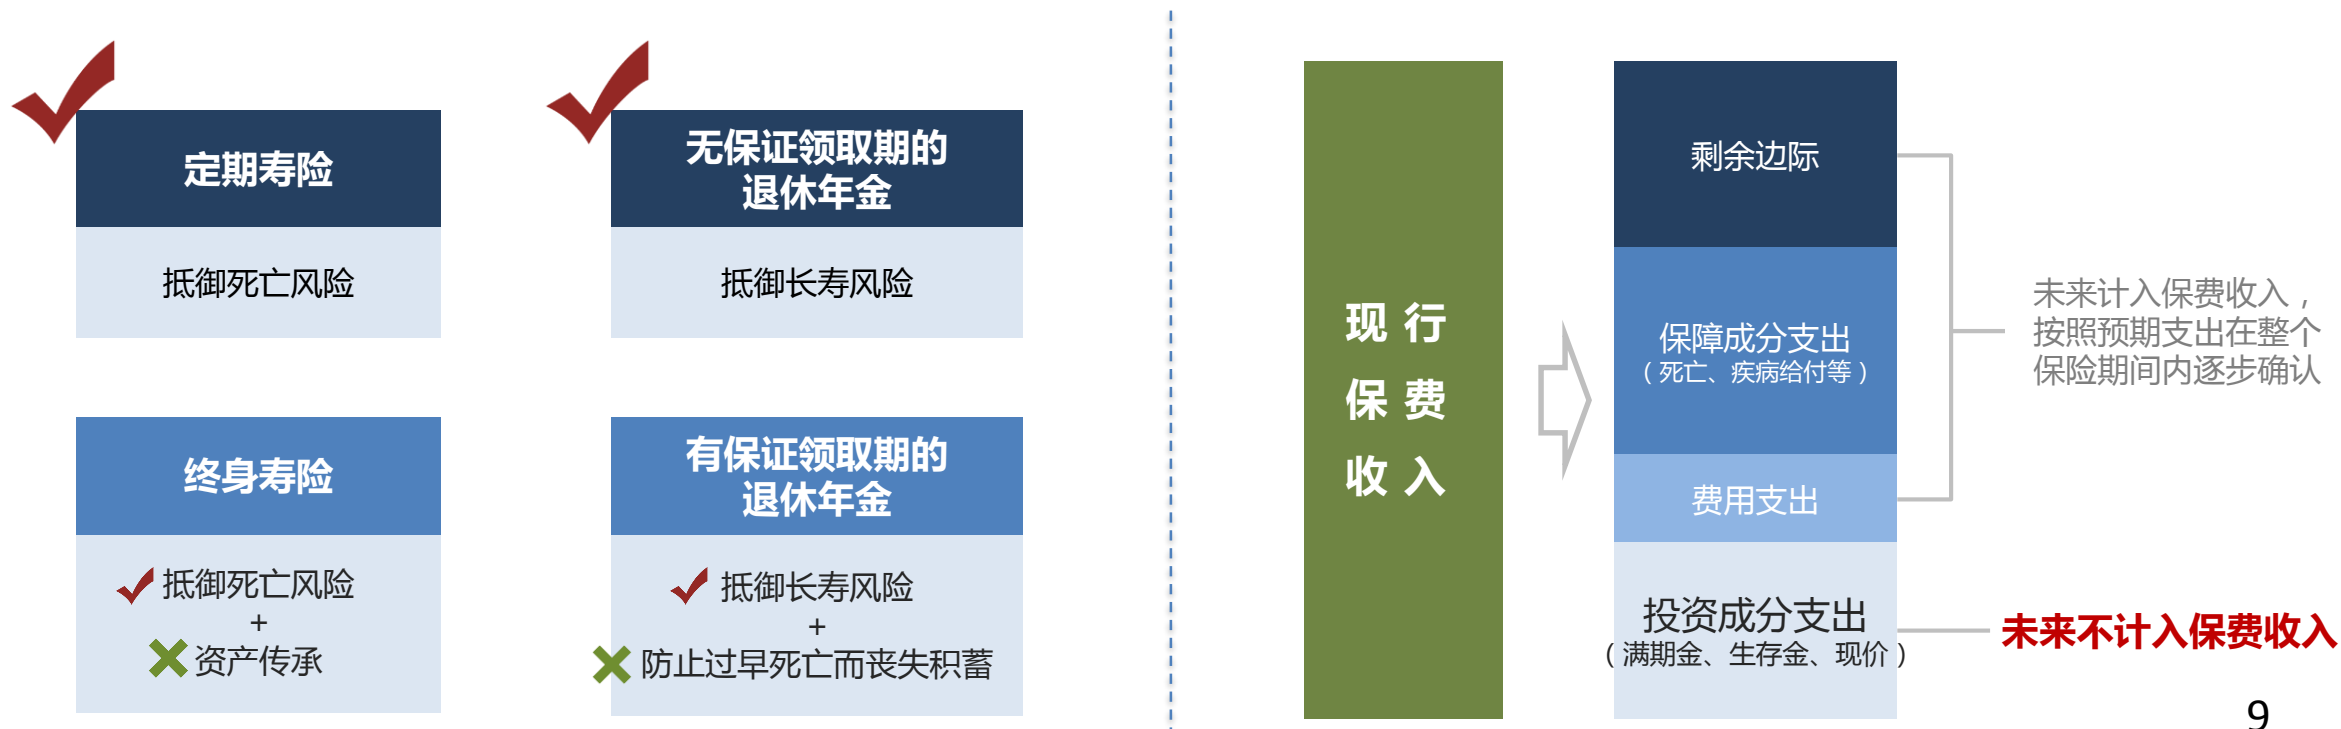 定期寿险
抵御死亡风险
无保证领取期的
退休年金
抵御长寿风险
终身寿险
抵御死亡风险
+
资产传承
有保证领取期的
退休年金
抵御长寿风险
+
防止过早死亡而丧失积蓄
现 行
保 费
收 入
剩余边际
保障成分支出
（死亡、疾病给付等）
费用支出
投资成分支出
（满期金、生存金、现价）
未来计入保费收入，
按照预期支出在整个
保险期间内逐步确认
未来不计入保费收入
9